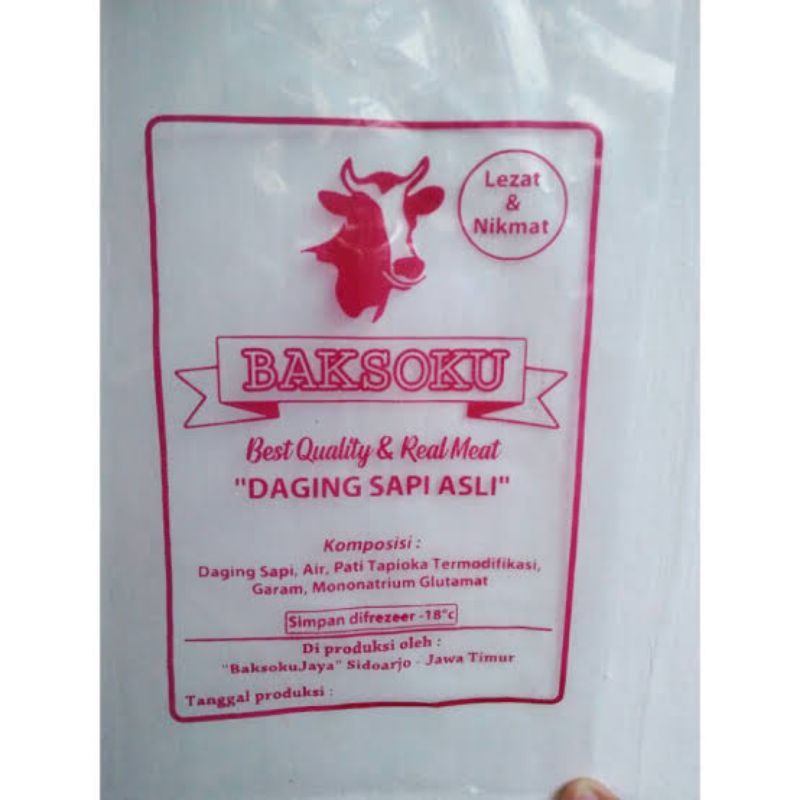 Lezat
&
Nikmat
BAKSOKU
Best Quality & Real Meat
"DAGING SAPI ASLI"
Komposisi :
Daging Sapi, Air, Pati Tapioka Termodifikasi,
Garam, Mononatrium Glutamat
Simpan difrezeer -18°c
Di produksi oleh :
"BaksokuJaya" Sidoarjo - Jawa Timur
Tanggal produksi :